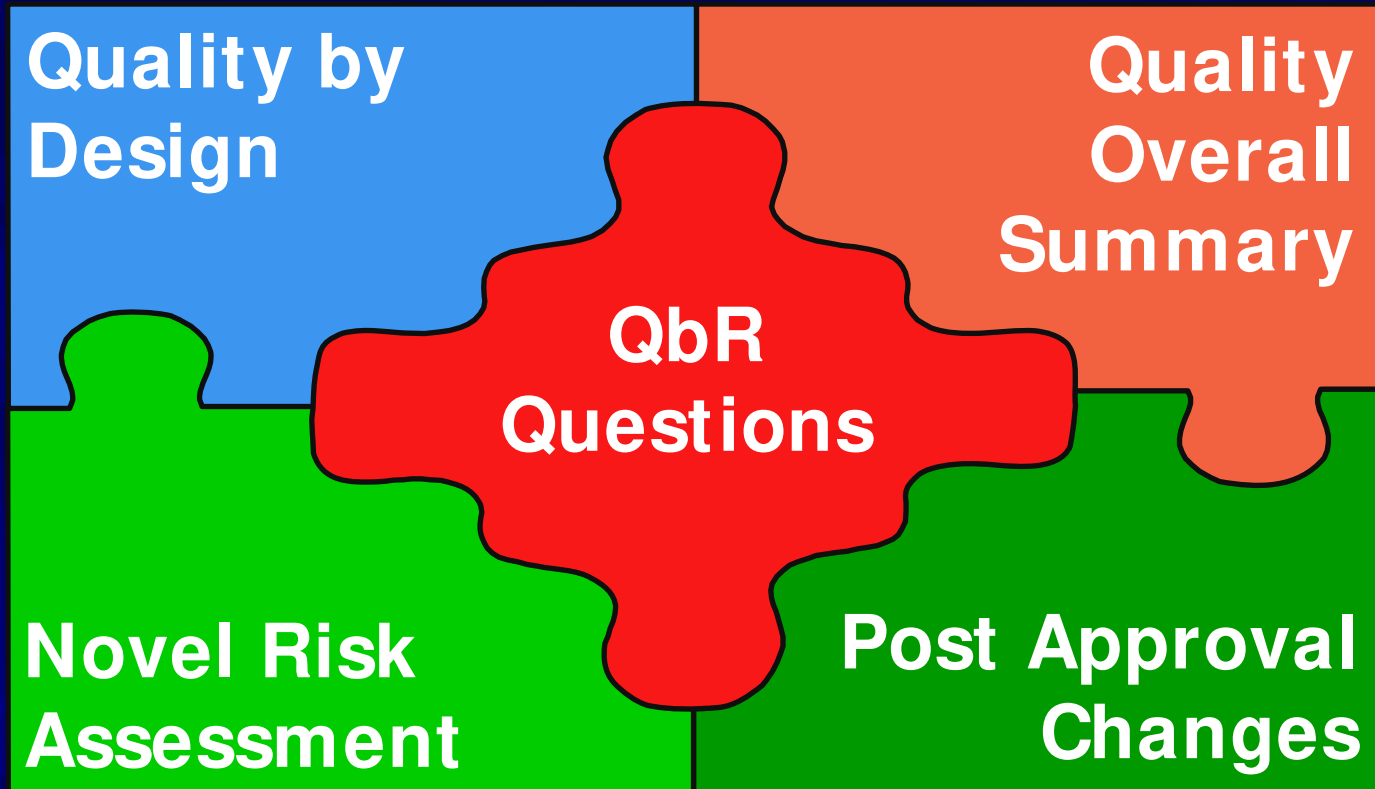 Quality by
Design
Quality
Overall
Summary
QbR
Questions
Novel Risk
Assessment
Post Approval
Changes